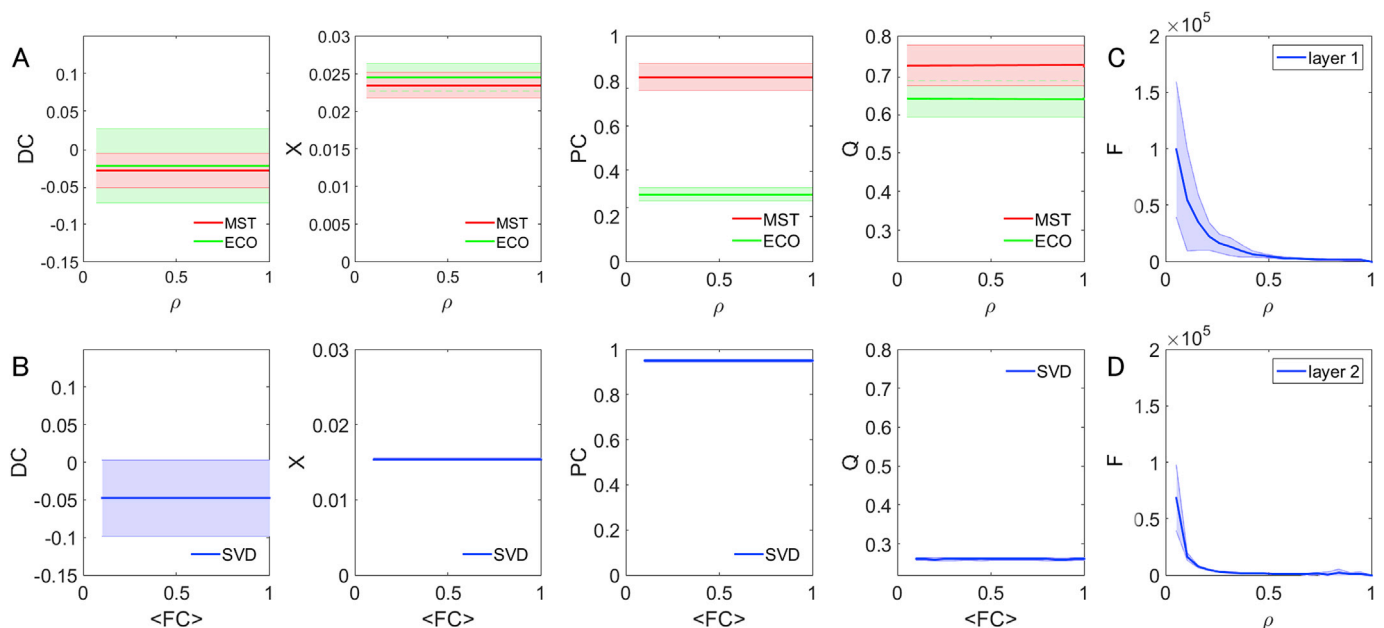 A
DC
0.1
0.05
0
-0.05
-0.1
-0.15
MST
ECO
0
0.5
1
ρ
X
0.03
0.025
0.02
0.015
0.01
0.005
0
MST
ECO
0
0.5
1
ρ
PC
1
0.8
0.6
0.4
0.2
0
MST
ECO
0
0.5
1
ρ
Q
0.8
0.7
0.6
0.5
0.4
0.3
MST
ECO
0
0.5
1
ρ
C
×10⁵
F
2
1.5
1
0.5
0
layer 1
0
0.5
1
ρ
B
DC
0.1
0.05
0
-0.05
-0.1
-0.15
SVD
0
0.5
1
<FC>
X
0.03
0.02
0.01
0
SVD
0
0.5
1
<FC>
PC
1
0.8
0.6
0.4
0.2
0
SVD
0
0.5
1
<FC>
Q
0.8
0.7
0.6
0.5
0.4
0.3
SVD
0
0.5
1
<FC>
D
×10⁵
F
2
1.5
1
0.5
0
layer 2
0
0.5
1
ρ